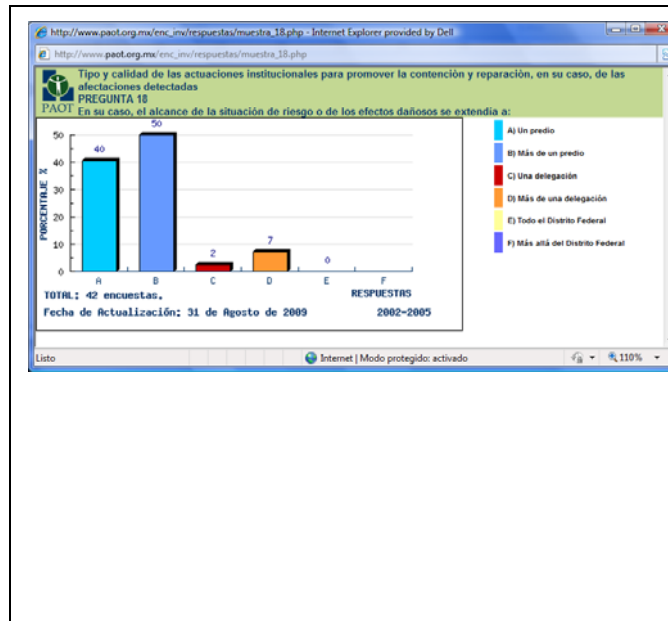 http://www.paot.org.mx/enc_inv/respuestas/muestra_18.php - Internet Explorer provided by Dell
http://www.paot.org.mx/enc_inv/respuestas/muestra_18.php
Tipo y calidad de las actuaciones institucionales para promover la contención y reparación, en su caso, de las
afectaciones detectadas
PREGUNTA 18
PAOT
En su caso, el alcance de la situación de riesgo o de los efectos dañosos se extendía a:
PORCENTAJE %
50
40
30
20
10
0
40
50
2
7
0
A B C D E F
TOTAL: 42 encuestas. RESPUESTAS
Fecha de Actualización: 31 de Agosto de 2009 2002-2005
A) Un predio
B) Más de un predio
C) Una delegación
D) Más de una delegación
E) Todo el Distrito Federal
F) Más allá del Distrito Federal
Listo Internet | Modo protegido: activado 110%